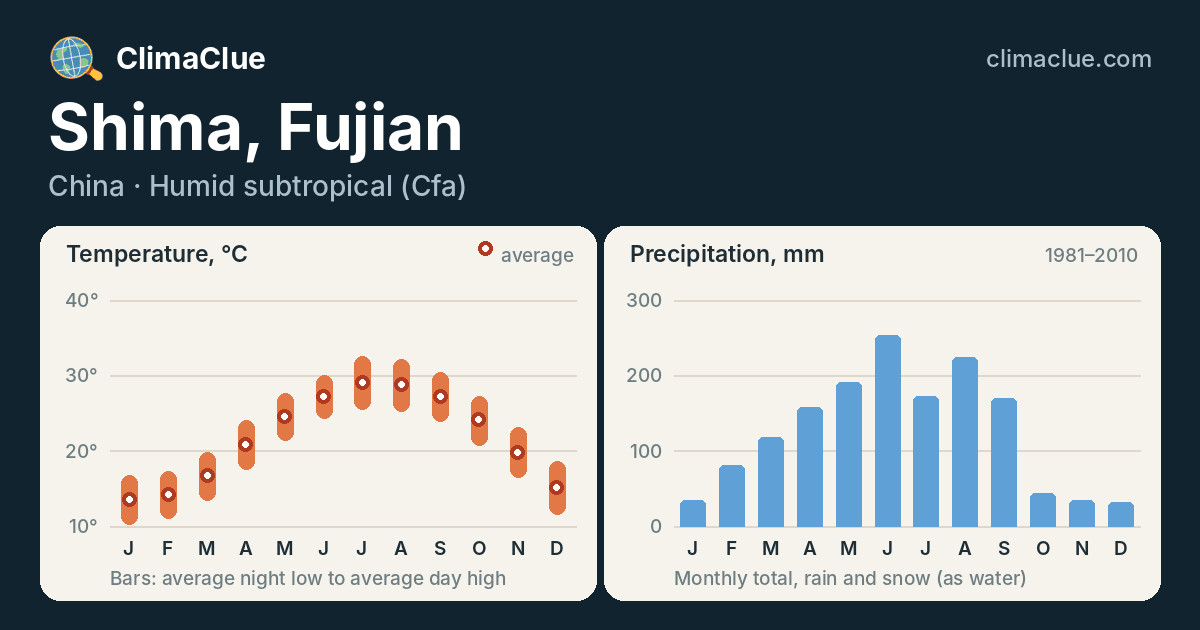 ClimaClue
climaclue.com
Shima, Fujian
China · Humid subtropical (Cfa)
Temperature, °C
average
40°
30°
20°
10°
J F M A M J J A S O N D
Bars: average night low to average day high
Precipitation, mm
1981–2010
300
200
100
0
J F M A M J J A S O N D
Monthly total, rain and snow (as water)